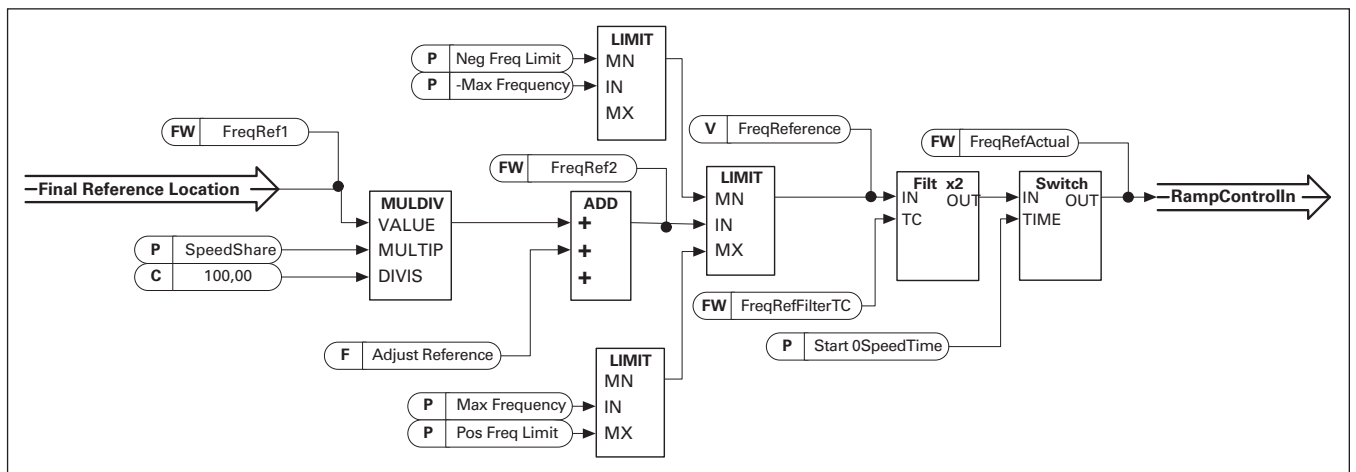 LIMIT
P Neg Freq Limit MN
P -Max Frequency IN
MX
FW FreqRef1
V FreqReference
FW FreqRefActual
FW FreqRef2
Final Reference Location
MULDIV
VALUE
P SpeedShare MULTIP
C 100,00 DIVIS
ADD
+
+
+
LIMIT
MN
IN
MX
Filt x2
IN OUT
TC
Switch
IN OUT
TIME
RampControlIn
FW FreqRefFilterTC
F Adjust Reference
P Start 0SpeedTime
LIMIT
MN
P Max Frequency IN
P Pos Freq Limit MX